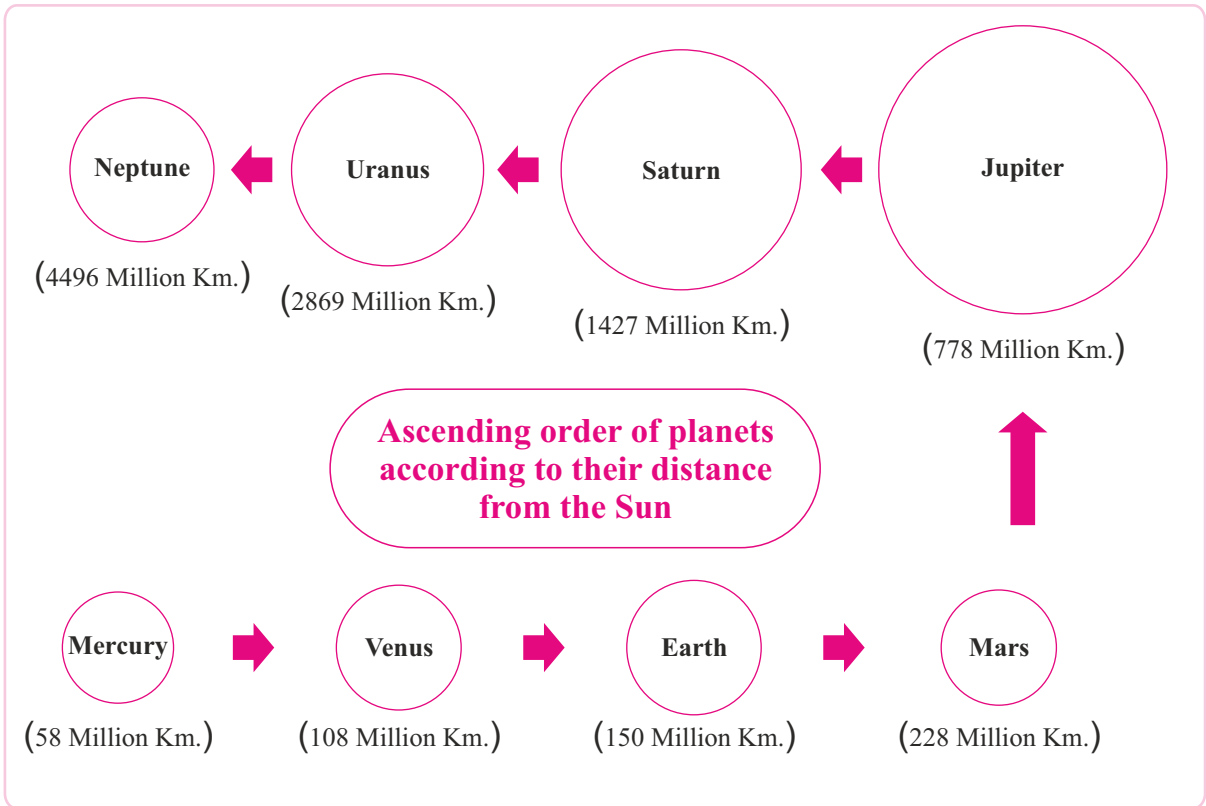 Neptune
Uranus
Saturn
Jupiter
(4496 Million Km.)
(2869 Million Km.)
(1427 Million Km.)
(778 Million Km.)
Ascending order of planets
according to their distance
from the Sun
Mercury
Venus
Earth
Mars
(58 Million Km.)
(108 Million Km.)
(150 Million Km.)
(228 Million Km.)